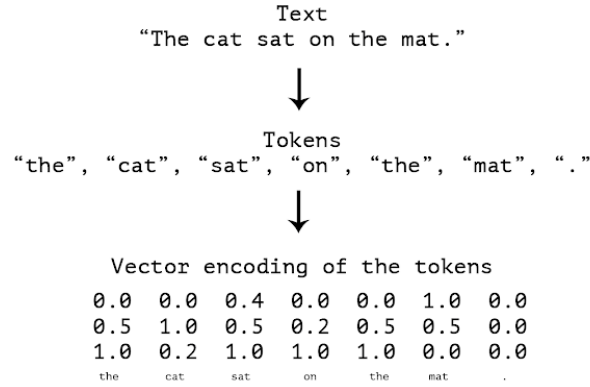 Text
“The cat sat on the mat.”
Tokens
“the”, “cat”, “sat”, “on”, “the”, “mat”, “.”
Vector encoding of the tokens
0.0 0.0 0.4 0.0 0.0 1.0 0.0
0.5 1.0 0.5 0.2 0.5 0.5 0.0
1.0 0.2 1.0 1.0 1.0 0.0 0.0
the cat sat on the mat .